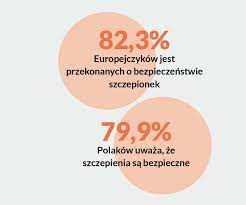 82,3%
Europejczyków jest
przekonanych o bezpieczeństwie
szczepionek
79,9%
Polaków uważa, że
szczepienia są bezpieczne